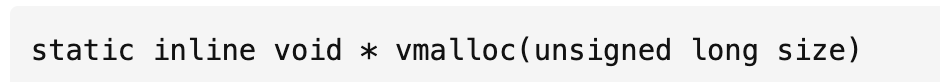 static inline void * vmalloc(unsigned long size)